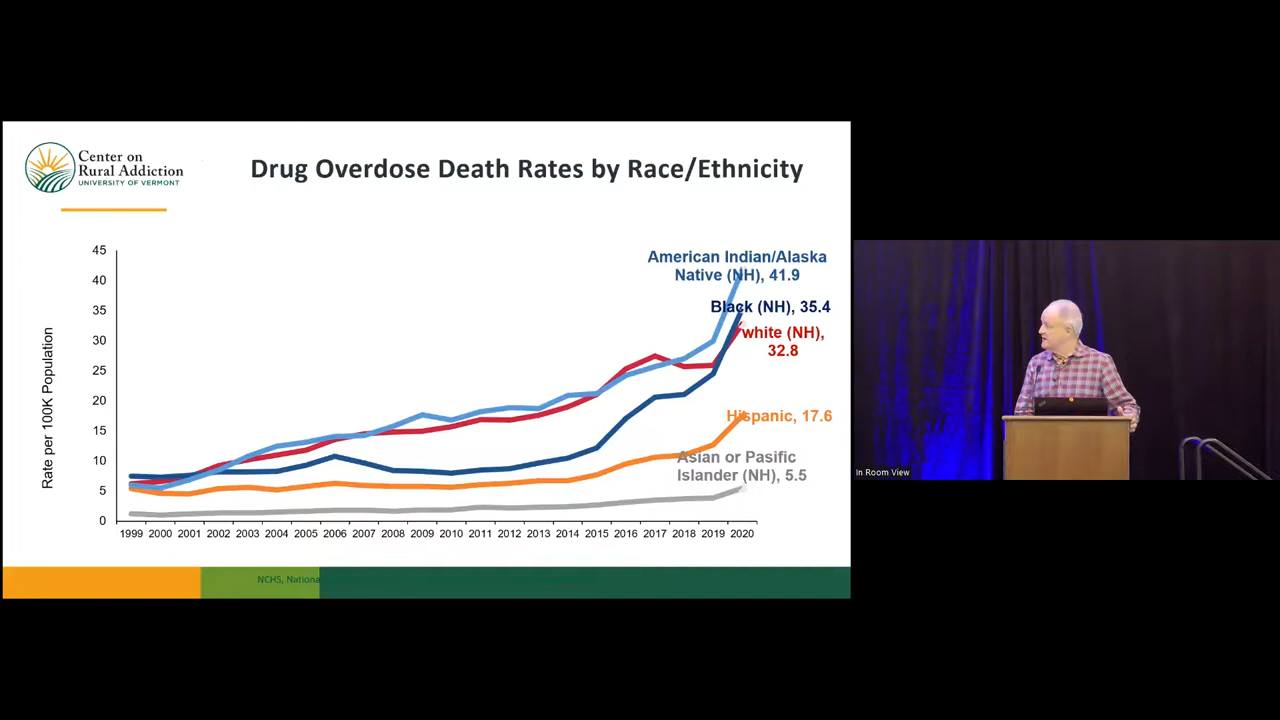 Center on
Rural Addiction
UNIVERSITY OF VERMONT
Drug Overdose Death Rates by Race/Ethnicity
Rate per 100K Population
45
40
35
30
25
20
15
10
5
0
American Indian/Alaska
Native (NH), 41.9
Black (NH), 35.4
white (NH),
32.8
Hispanic, 17.6
Asian or Pasific
Islander (NH), 5.5
1999 2000 2001 2002 2003 2004 2005 2006 2007 2008 2009 2010 2011 2012 2013 2014 2015 2016 2017 2018 2019 2020
NCHS, Nationa
In Room View